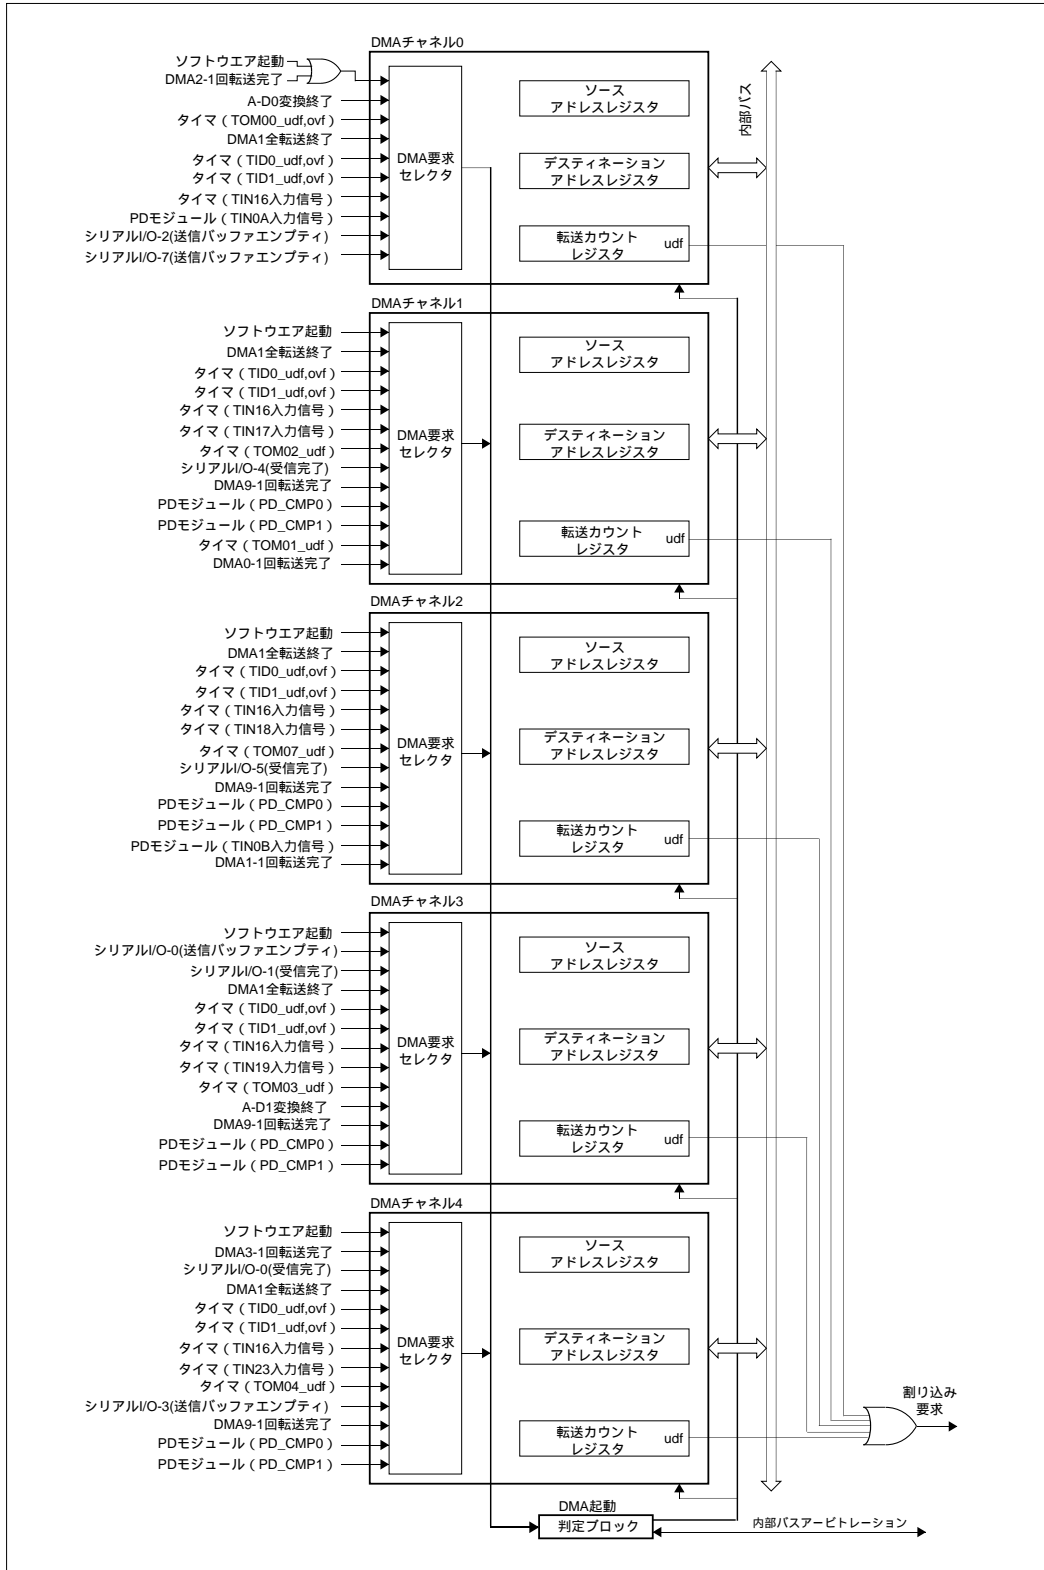 DMAチャネル0
ソフトウエア起動
DMA2-1回転送完了
A-D0変換終了
タイマ（TOM00_udf,ovf）
DMA1全転送終了
タイマ（TID0_udf,ovf）
タイマ（TID1_udf,ovf）
タイマ（TIN16入力信号）
PDモジュール（TIN0A入力信号）
シリアルI/O-2(送信バッファエンプティ)
シリアルI/O-7(送信バッファエンプティ)
DMA要求
セレクタ
ソース
アドレスレジスタ
デスティネーション
アドレスレジスタ
転送カウント
レジスタ
udf
内部バス
DMAチャネル1
ソフトウエア起動
DMA1全転送終了
タイマ（TID0_udf,ovf）
タイマ（TID1_udf,ovf）
タイマ（TIN16入力信号）
タイマ（TIN17入力信号）
タイマ（TOM02_udf）
シリアルI/O-4(受信完了)
DMA9-1回転送完了
PDモジュール（PD_CMP0）
PDモジュール（PD_CMP1）
タイマ（TOM01_udf）
DMA0-1回転送完了
DMA要求
セレクタ
ソース
アドレスレジスタ
デスティネーション
アドレスレジスタ
転送カウント
レジスタ
udf
DMAチャネル2
ソフトウエア起動
DMA1全転送終了
タイマ（TID0_udf,ovf）
タイマ（TID1_udf,ovf）
タイマ（TIN16入力信号）
タイマ（TIN18入力信号）
タイマ（TOM07_udf）
シリアルI/O-5(受信完了)
DMA9-1回転送完了
PDモジュール（PD_CMP0）
PDモジュール（PD_CMP1）
PDモジュール（TIN0B入力信号）
DMA1-1回転送完了
DMA要求
セレクタ
ソース
アドレスレジスタ
デスティネーション
アドレスレジスタ
転送カウント
レジスタ
udf
DMAチャネル3
ソフトウエア起動
シリアルI/O-0(送信バッファエンプティ)
シリアルI/O-1(受信完了)
DMA1全転送終了
タイマ（TID0_udf,ovf）
タイマ（TID1_udf,ovf）
タイマ（TIN16入力信号）
タイマ（TIN19入力信号）
タイマ（TOM03_udf）
A-D1変換終了
DMA9-1回転送完了
PDモジュール（PD_CMP0）
PDモジュール（PD_CMP1）
DMA要求
セレクタ
ソース
アドレスレジスタ
デスティネーション
アドレスレジスタ
転送カウント
レジスタ
udf
DMAチャネル4
ソフトウエア起動
DMA3-1回転送完了
シリアルI/O-0(受信完了)
DMA1全転送終了
タイマ（TID0_udf,ovf）
タイマ（TID1_udf,ovf）
タイマ（TIN16入力信号）
タイマ（TIN23入力信号）
タイマ（TOM04_udf）
シリアルI/O-3(送信バッファエンプティ)
DMA9-1回転送完了
PDモジュール（PD_CMP0）
PDモジュール（PD_CMP1）
DMA要求
セレクタ
ソース
アドレスレジスタ
デスティネーション
アドレスレジスタ
転送カウント
レジスタ
udf
割り込み
要求
DMA起動
判定ブロック
内部バスアービトレーション